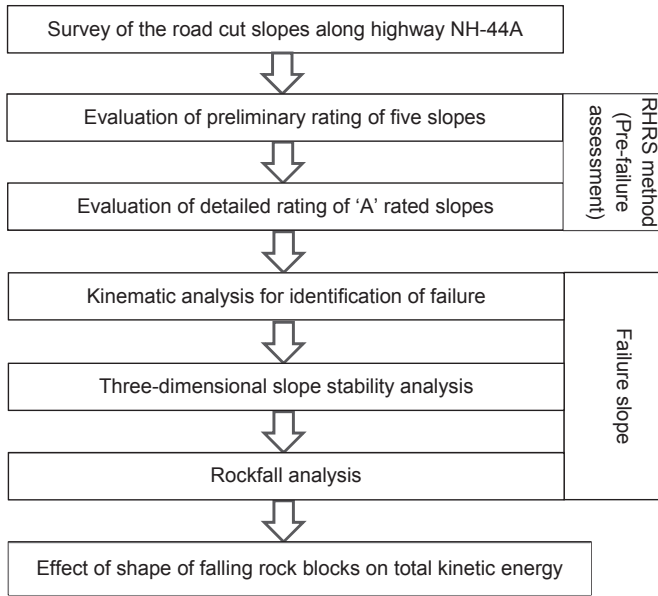 Survey of the road cut slopes along highway NH-44A
Evaluation of preliminary rating of five slopes
Evaluation of detailed rating of ‘A’ rated slopes
RHRS method
(Pre-failure
assessment)
Kinematic analysis for identification of failure
Three-dimensional slope stability analysis
Rockfall analysis
Failure slope
Effect of shape of falling rock blocks on total kinetic energy